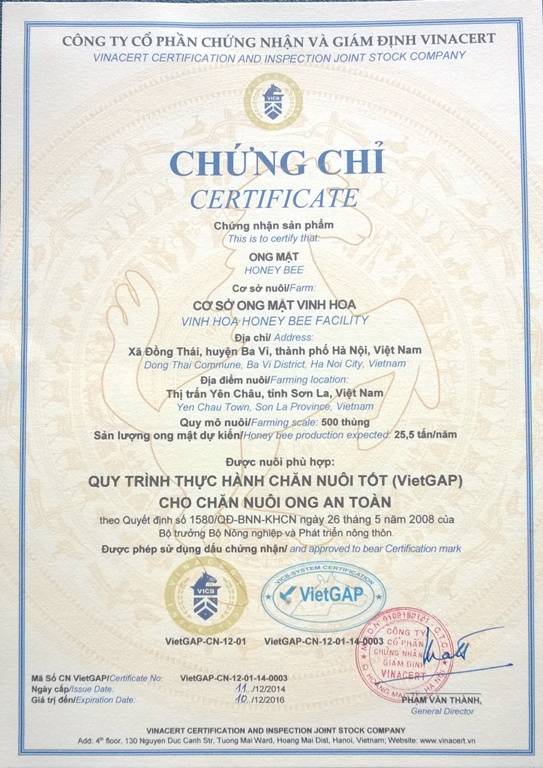 CÔNG TY CỔ PHẦN CHỨNG NHẬN VÀ GIÁM ĐỊNH VINACERT
VINACERT CERTIFICATION AND INSPECTION JOINT STOCK COMPANY
VICB
CHỨNG CHỈ
CERTIFICATE
Chứng nhận sản phẩm
This is to certify that:
ONG MẬT
HONEY BEE
Cơ sở nuôi/Farm:
CƠ SỞ ONG MẬT VINH HOA
VINH HOA HONEY BEE FACILITY
Địa chỉ/ Address:
Xã Đồng Thái, huyện Ba Vì, thành phố Hà Nội, Việt Nam
Dong Thai Commune, Ba Vi District, Ha Noi City, Vietnam
Địa điểm nuôi/Farming location:
Thị trấn Yên Châu, tỉnh Sơn La, Việt Nam
Yen Chau Town, Son La Province, Vietnam
Quy mô nuôi/Farming scale: 500 thùng
Sản lượng ong mật dự kiến/Honey bee production expected: 25,5 tấn/năm
Được nuôi phù hợp:
QUY TRÌNH THỰC HÀNH CHĂN NUÔI TỐT (VietGAP)
CHO CHĂN NUÔI ONG AN TOÀN
theo Quyết định số 1580/QĐ-BNN-KHCN ngày 26 tháng 5 năm 2008 của
Bộ trưởng Bộ Nông nghiệp và Phát triển nông thôn.
Được phép sử dụng dấu chứng nhận/ and approved to bear Certification mark
VICB
VICB-SYSTEM CERTIFICATION
VietGAP
VietGAP-CN-12-01 VietGAP-CN-12-01-14-0003
CÔNG TY
CỔ PHẦN
CHỨNG NHẬN
GIÁM ĐỊNH
VINACERT
Mã Số CN VietGAP/Certificate No: VietGAP-CN-12-01-14-0003
Ngày cấp/Issue Date: 11 /12/2014
Giá trị đến/Expiration Date: 10 /12/2016
PHẠM VĂN THÀNH,
General Director
VINACERT CERTIFICATION AND INSPECTION JOINT STOCK COMPANY
Add: 4th floor, 130 Nguyen Duc Canh Str, Tuong Mai Ward, Hoang Mai Dist, Hanoi, Vietnam; Website: www.vinacert.vn